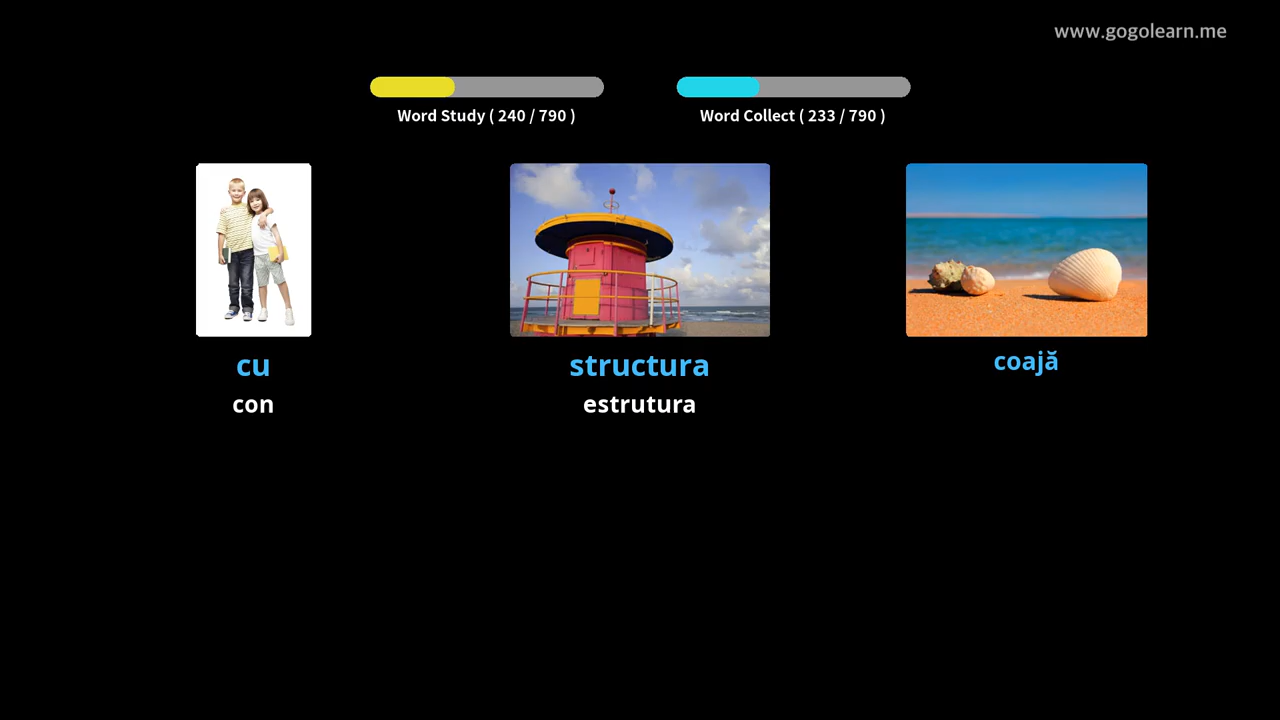 www.gogolearn.me
Word Study ( 240 / 790 )
Word Collect ( 233 / 790 )
cu
con
structura
estrutura
coajă